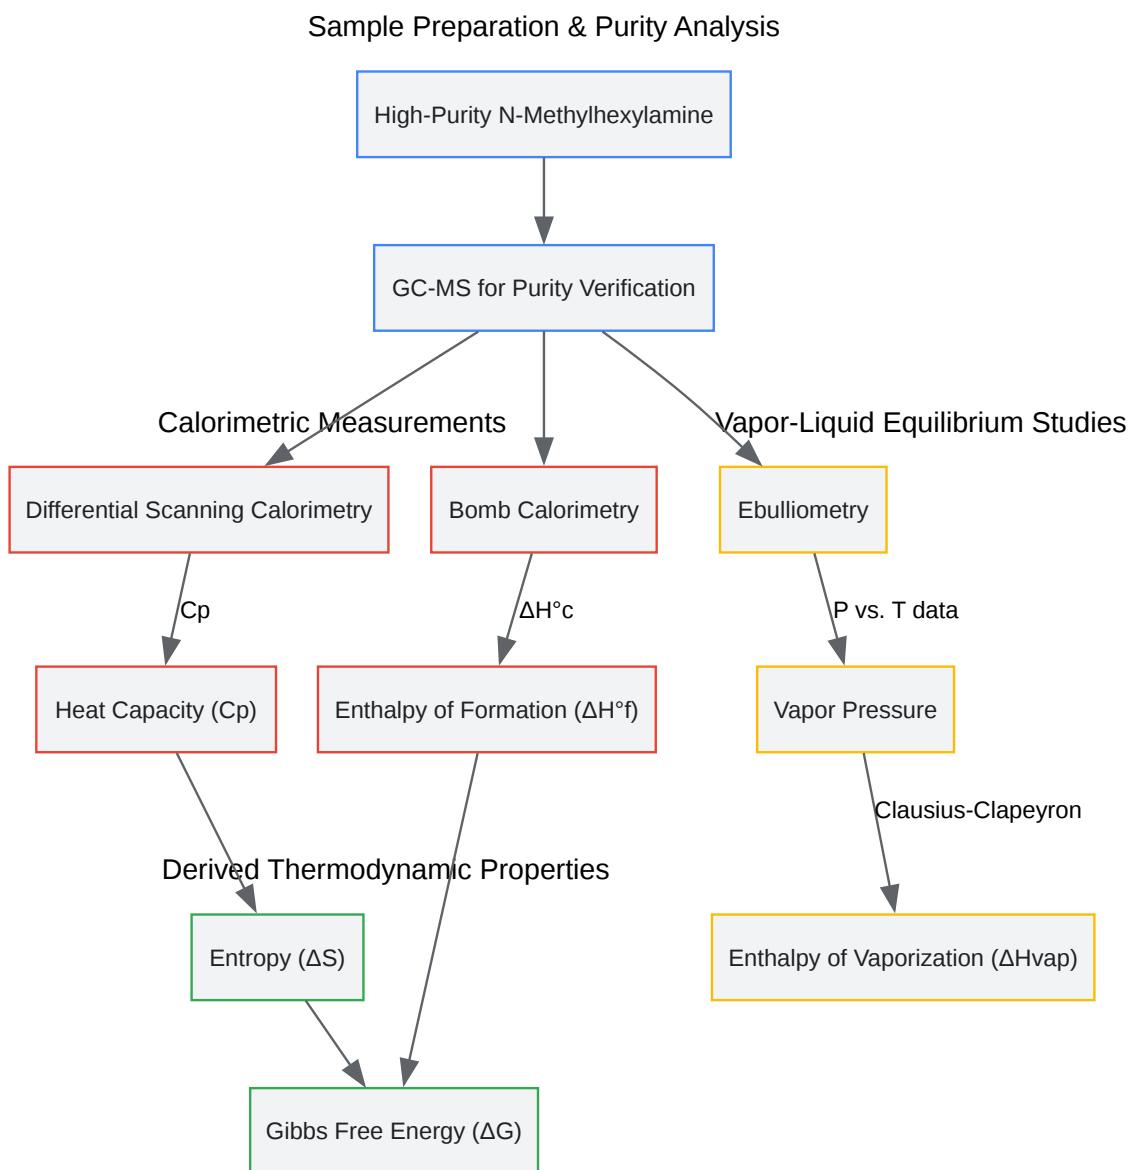 Sample Preparation & Purity Analysis
High-Purity N-Methylhexylamine
GC-MS for Purity Verification
Calorimetric Measurements
Vapor-Liquid Equilibrium Studies
Differential Scanning Calorimetry
Bomb Calorimetry
Ebulliometry
Cp
ΔH°c
P vs. T data
Heat Capacity (Cp)
Enthalpy of Formation (ΔH°f)
Vapor Pressure
Clausius-Clapeyron
Derived Thermodynamic Properties
Entropy (ΔS)
Enthalpy of Vaporization (ΔHvap)
Gibbs Free Energy (ΔG)